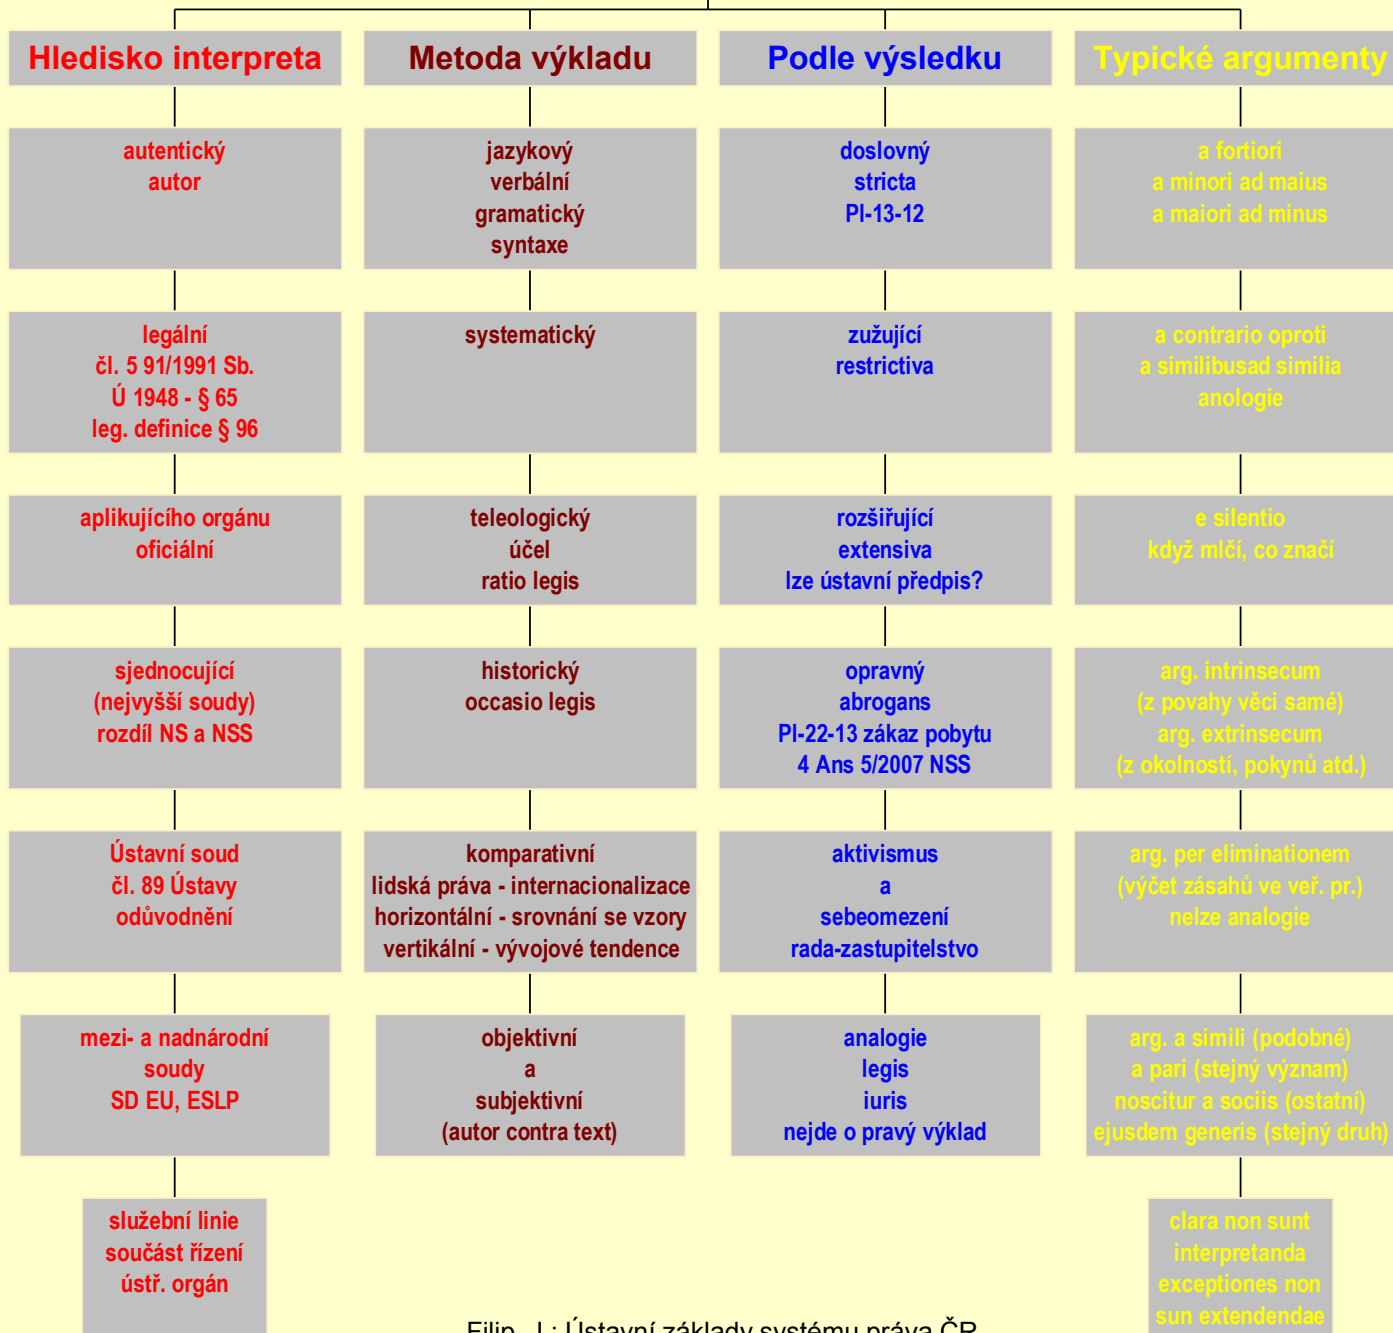 Hledisko interpreta
autentický
autor
legální
čl. 5 91/1991 Sb.
Ú 1948 - § 65
leg. definice § 96
aplikujícího orgánu
oficiální
sjednocující
(nejvyšší soudy)
rozdíl NS a NSS
Ústavní soud
čl. 89 Ústavy
odůvodnění
mezi- a nadnárodní
soudy
SD EU, ESLP
služební linie
součást řízení
ústř. orgán
Metoda výkladu
jazykový
verbální
gramatický
syntaxe
systematický
teleologický
účel
ratio legis
historický
occasio legis
komparativní
lidská práva - internacionalizace
horizontální - srovnání se vzory
vertikální - vývojové tendence
objektivní
a
subjektivní
(autor contra text)
Podle výsledku
doslovný
stricta
Pl-13-12
zužující
restrictiva
rozšiřující
extensiva
lze ústavní předpis?
opravný
abrogans
Pl-22-13 zákaz pobytu
4 Ans 5/2007 NSS
aktivismus
a
sebeomezení
rada-zastupitelstvo
analogie
legis
iuris
nejde o pravý výklad
Typické argumenty
a fortiori
a minori ad maius
a maiori ad minus
a contrario oproti
a similibusad similia
anologie
e silentio
když mlčí, co značí
arg. intrinsecum
(z povahy věci samé)
arg. extrinsecum
(z okolností, pokynů atd.)
arg. per eliminationem
(výčet zásahů ve veř. pr.)
nelze analogie
arg. a simili (podobné)
a pari (stejný význam)
noscitur a sociis (ostatní)
ejusdem generis (stejný druh)
clara non sunt
interpretanda
exceptiones non
sun extendendae
Filip, J.: Ústavní základy systému práva ČR